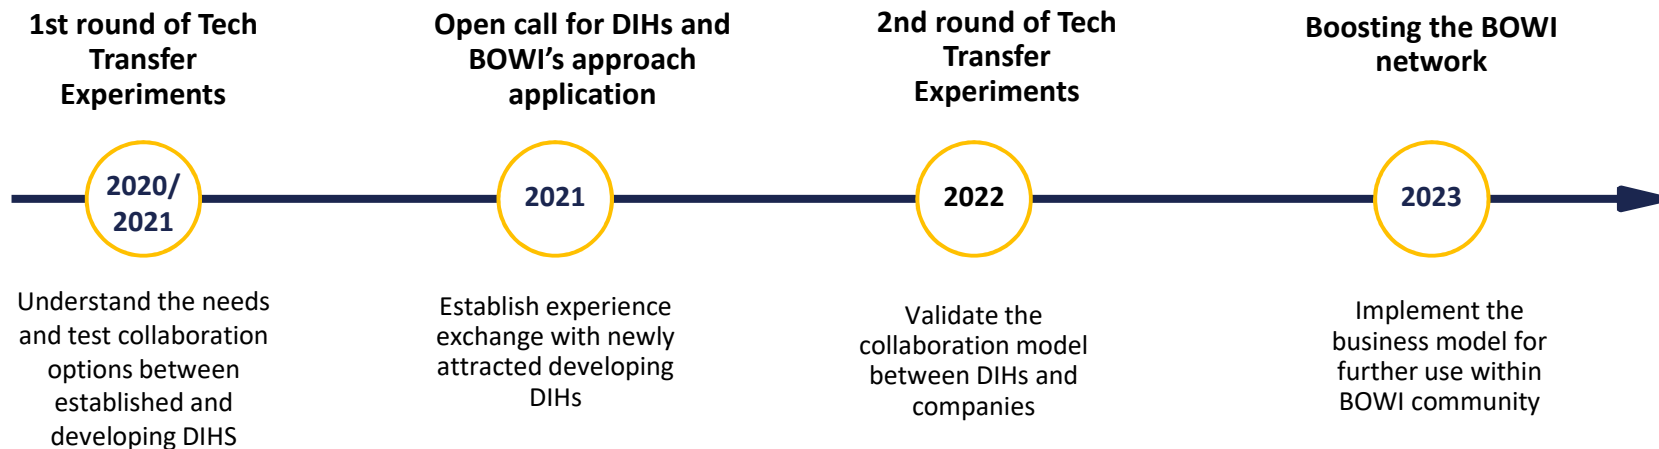 1st round of Tech
Transfer
Experiments
2020/
2021
Understand the needs
and test collaboration
options between
established and
developing DIHS
Open call for DIHs and
BOWI’s approach
application
2021
Establish experience
exchange with newly
attracted developing
DIHs
2nd round of Tech
Transfer
Experiments
2022
Validate the
collaboration model
between DIHs and
companies
Boosting the BOWI
network
2023
Implement the
business model for
further use within
BOWI community